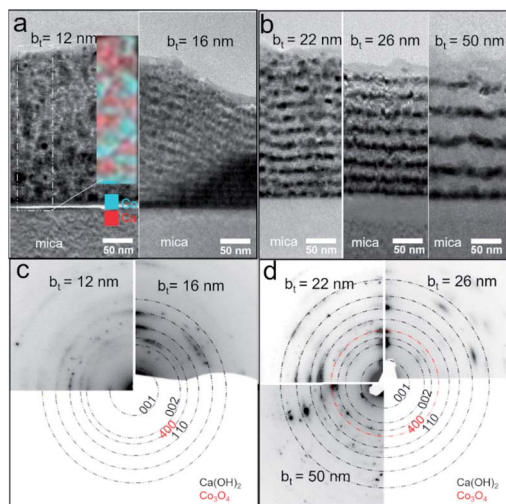 a
bt= 12 nm
bt= 16 nm
Co
Ca
mica
50 nm
50 nm
b
bt= 22 nm
bt= 26 nm
bt= 50 nm
mica
50 nm
50 nm
50 nm
c
bt= 12 nm
bt= 16 nm
001
002
400
110
Ca(OH)2
Co3O4
d
bt= 22 nm
bt= 26 nm
bt= 50 nm
001
002
400
110
Ca(OH)2
Co3O4